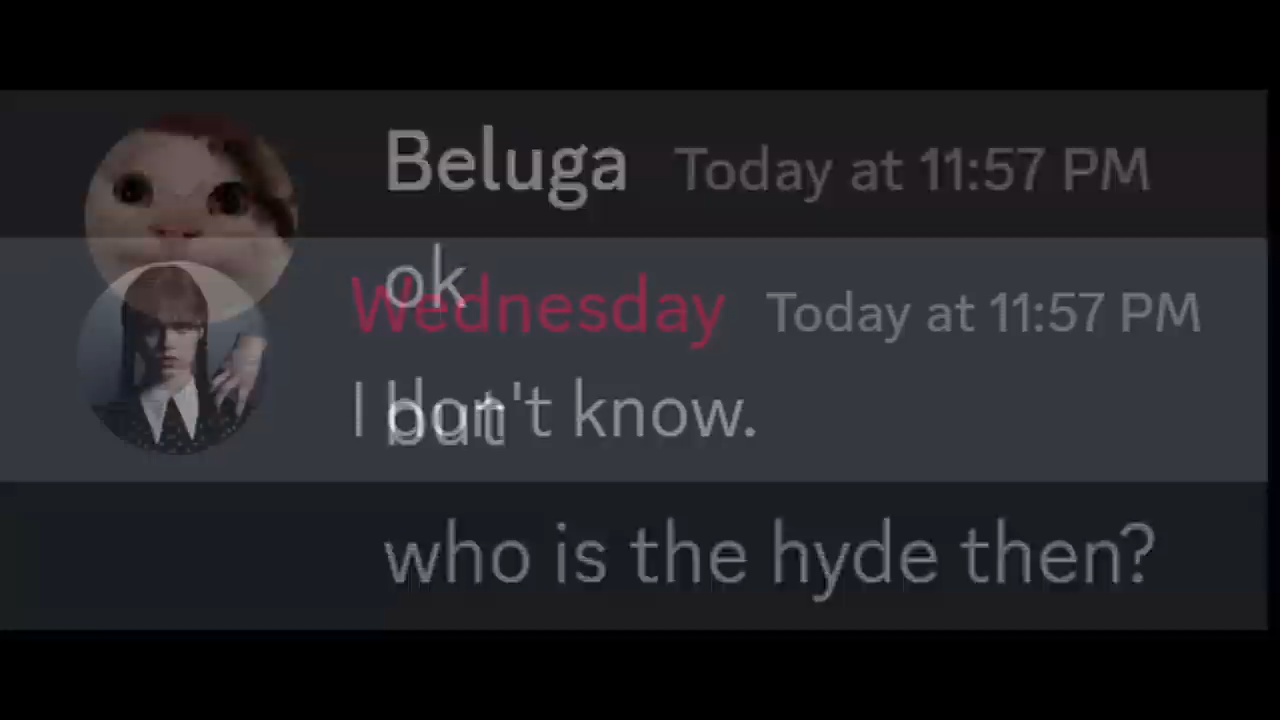 Beluga Today at 11:57 PM
ok
Wednesday Today at 11:57 PM
I don't know.
but
who is the hyde then?